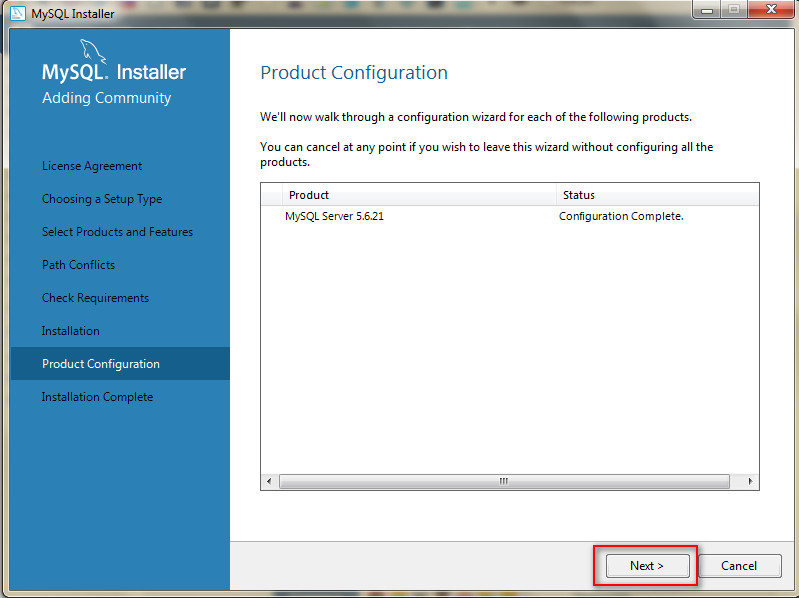 MySQL Installer
MySQL. Installer
Adding Community
License Agreement
Choosing a Setup Type
Select Products and Features
Path Conflicts
Check Requirements
Installation
Product Configuration
Installation Complete
Product Configuration
We'll now walk through a configuration wizard for each of the following products.
You can cancel at any point if you wish to leave this wizard without configuring all the
products.
Product Status
MySQL Server 5.6.21 Configuration Complete.
Next > Cancel